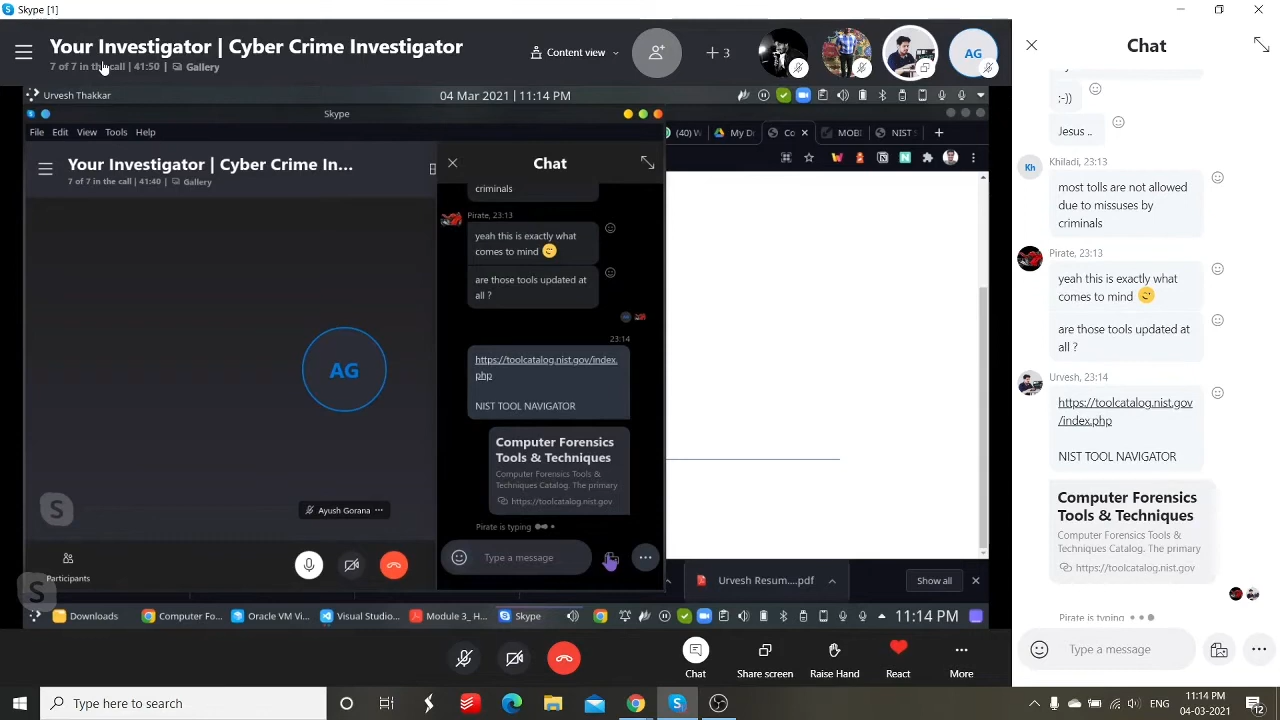 Skype [1]
Your Investigator | Cyber Crime Investigator
7 of 7 in the call | 41:50 | Gallery
Content view
+3
AG
Urvesh Thakkar
04 Mar 2021 | 11:14 PM
Skype
File Edit View Tools Help
Your Investigator | Cyber Crime In...
7 of 7 in the call | 41:40 | Gallery
AG
Ayush Gorana
Participants
Chat
criminals
Pirate, 23:13
yeah this is exactly what
comes to mind
are those tools updated at
all ?
23:14
https://toolcatalog.nist.gov/index.
php
NIST TOOL NAVIGATOR
Computer Forensics
Tools & Techniques
Computer Forensics Tools &
Techniques Catalog. The primary
https://toolcatalog.nist.gov
Pirate is typing
Type a message
(40) W
My Dr
Co
MOBI
NIST S
Urvesh Resum....pdf
Show all
Downloads
Computer Fo...
Oracle VM Vi...
Visual Studio...
Module 3_ H...
Skype
11:14 PM
Chat
Share screen
Raise Hand
React
More
Chat
:-))
Jesus ..
Kh
Khiladi, 23:13
most tolls are not allowed
due to missuses by
criminals
Pirate, 23:13
yeah this is exactly what
comes to mind
are those tools updated at
all ?
Urvesh, 23:14
https://toolcatalog.nist.gov
/index.php
NIST TOOL NAVIGATOR
Computer Forensics
Tools & Techniques
Computer Forensics Tools &
Techniques Catalog. The primary
https://toolcatalog.nist.gov
Pirate is typing
Type a message
Type here to search
ENG
11:14 PM
04-03-2021
12